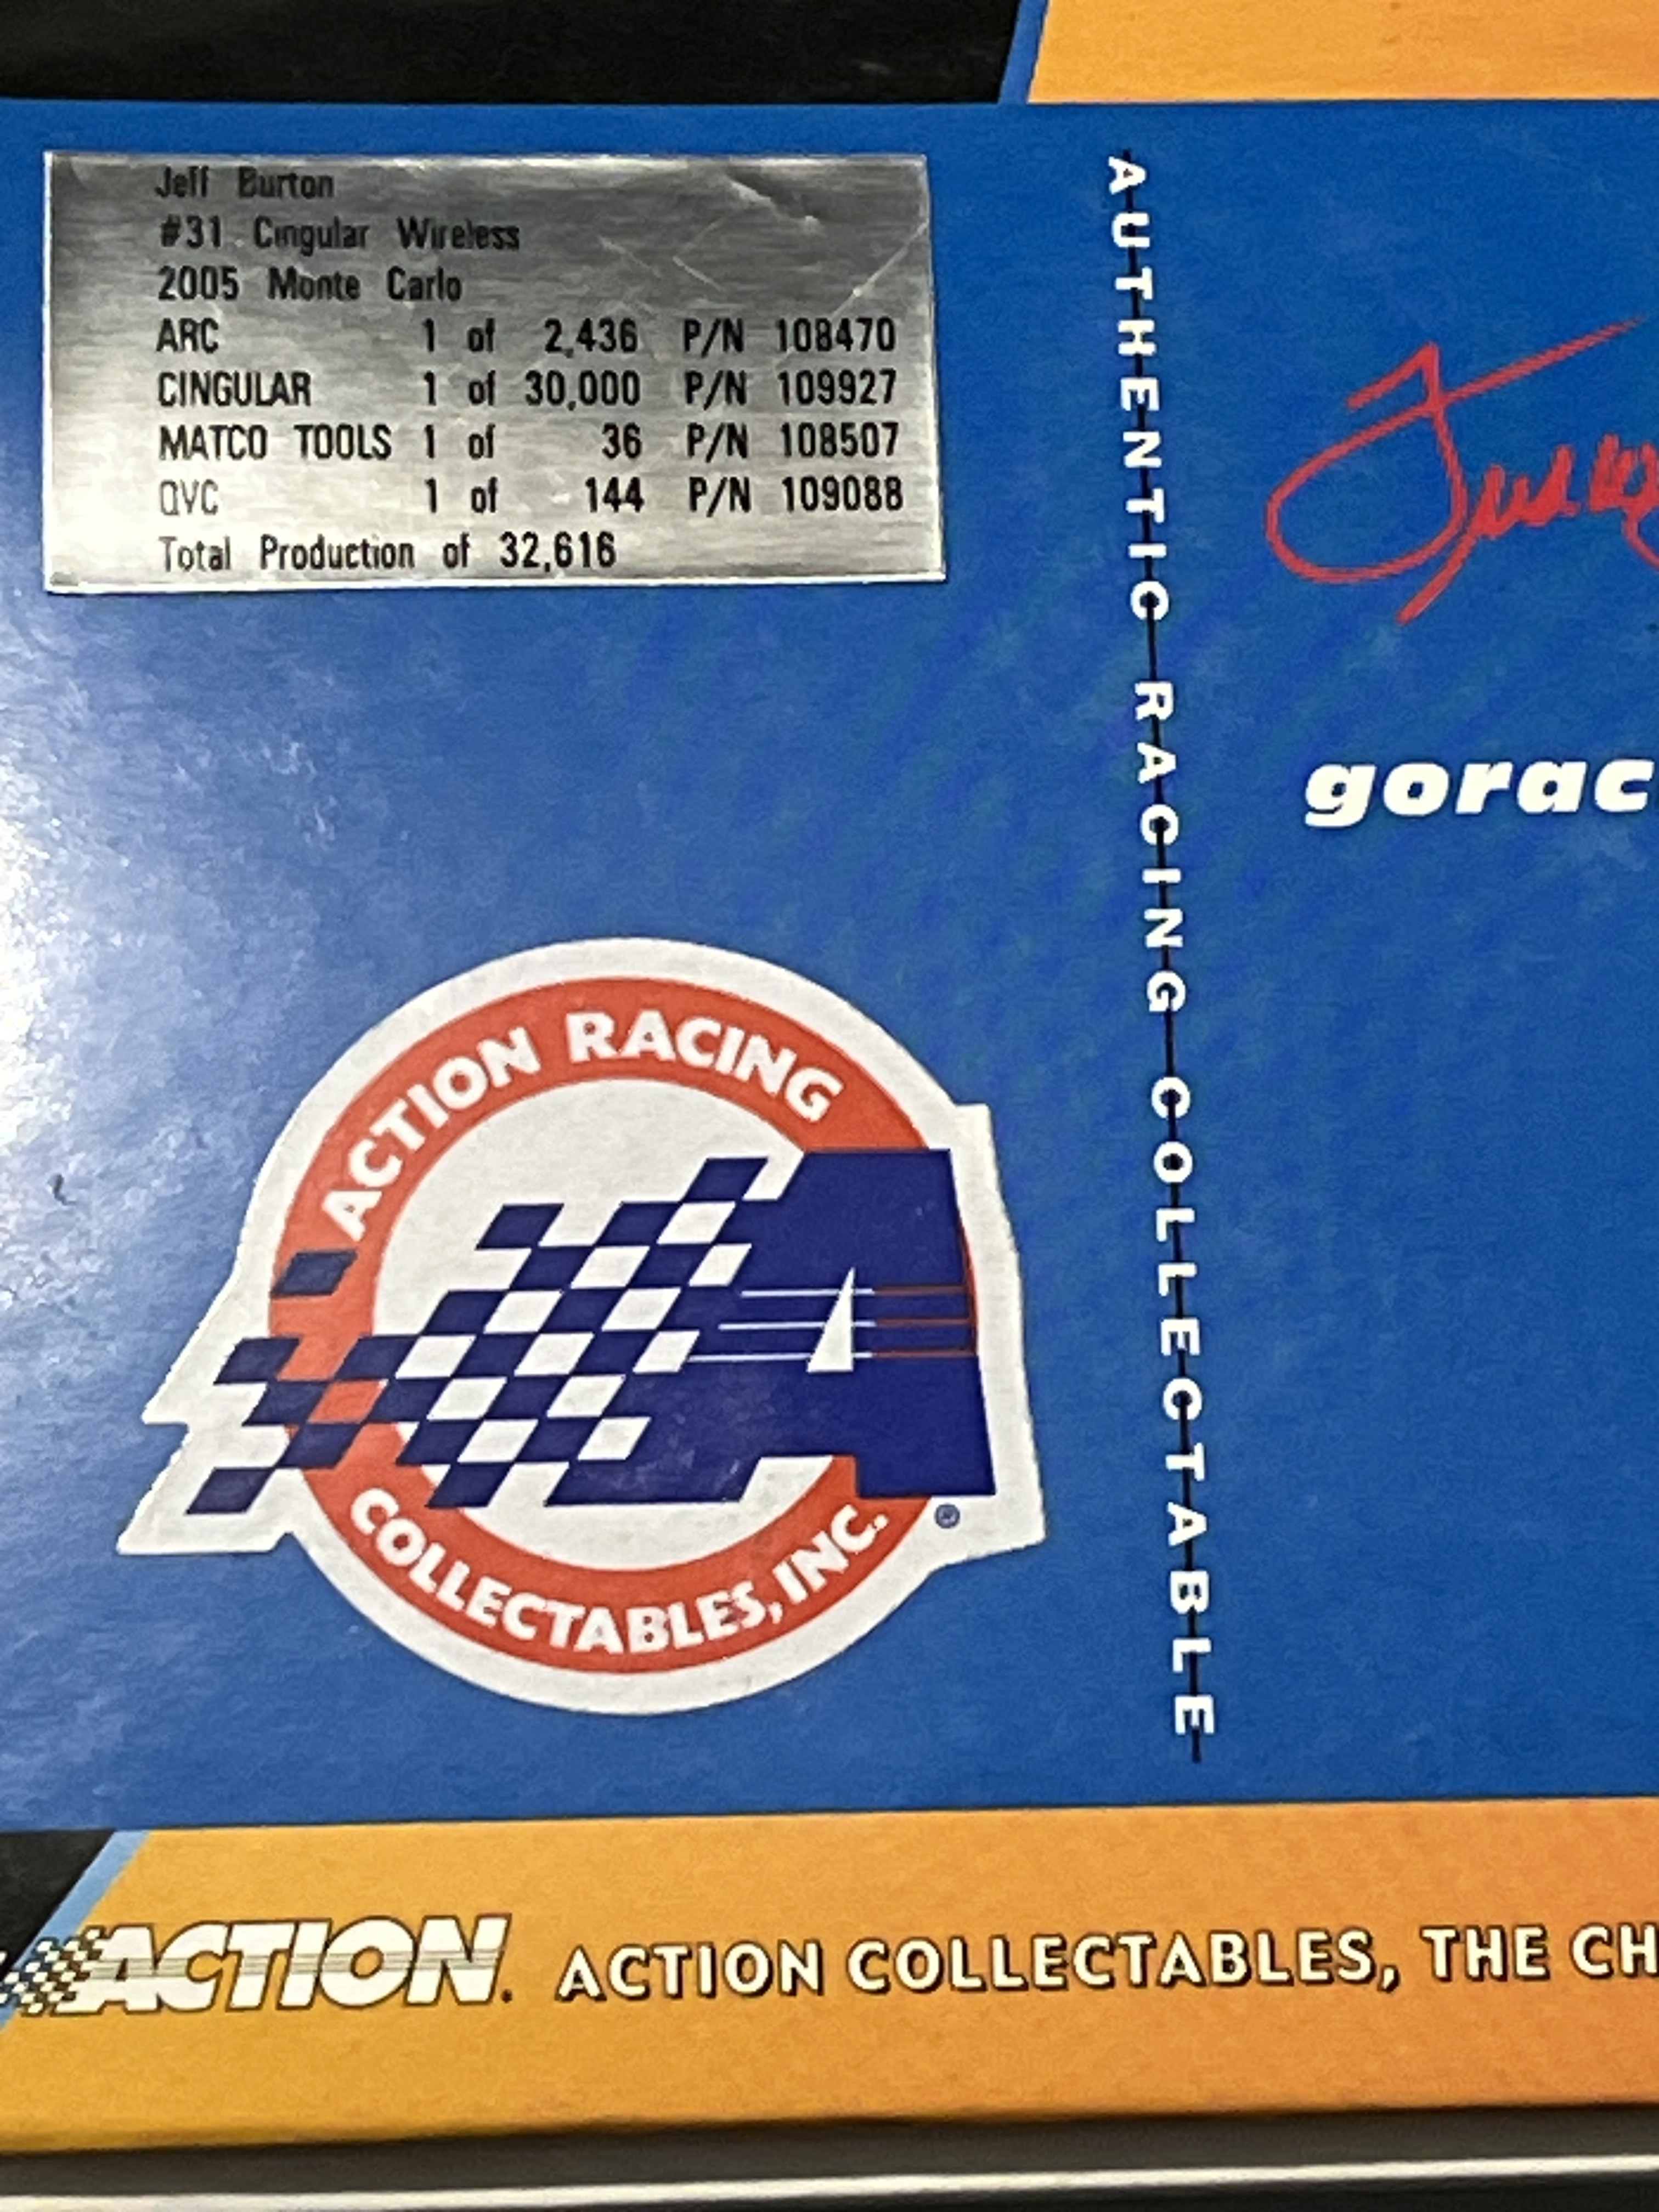 Jeff Burton
#31 Cingular Wireless
2005 Monte Carlo
ARC 1 of 2,436 P/N 108470
CINGULAR 1 of 30,000 P/N 109927
MATCO TOOLS 1 of 36 P/N 108507
QVC 1 of 144 P/N 109088
Total Production of 32,616
AUTHENTIC RACING COLLECTABLE
gorac
ACTION RACING
A
COLLECTABLES, INC.
®
ACTION. ACTION COLLECTABLES, THE CH